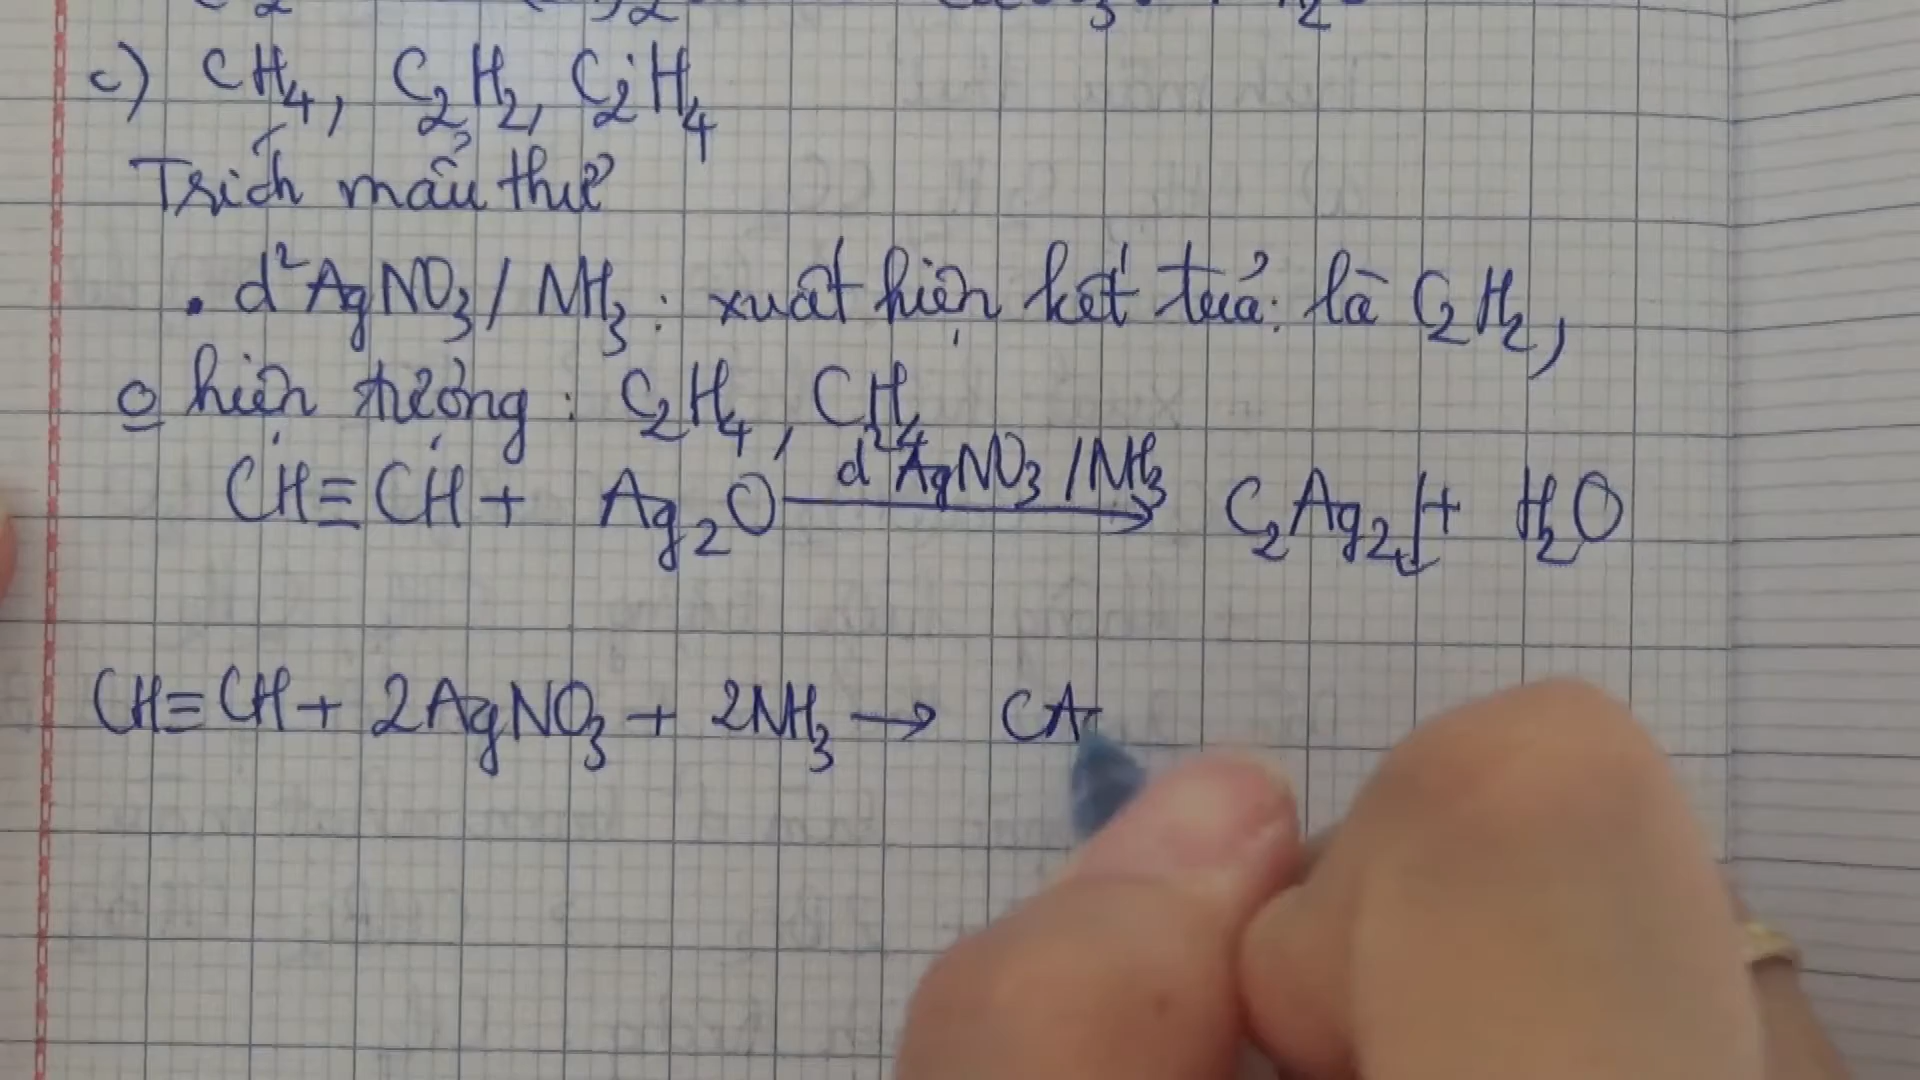 c) CH₄, C₂H₂, C₂H₄
Trích mẫu thử
• d² AgNO₃/NH₃: xuất hiện kết tủa: là C₂H₂,
o hiện tượng: C₂H₄, CH₄
CH≡CH + Ag₂O d² AgNO₃/NH₃ → C₂Ag₂↓ + H₂O
CH≡CH + 2AgNO₃ + 2NH₃ → CAg